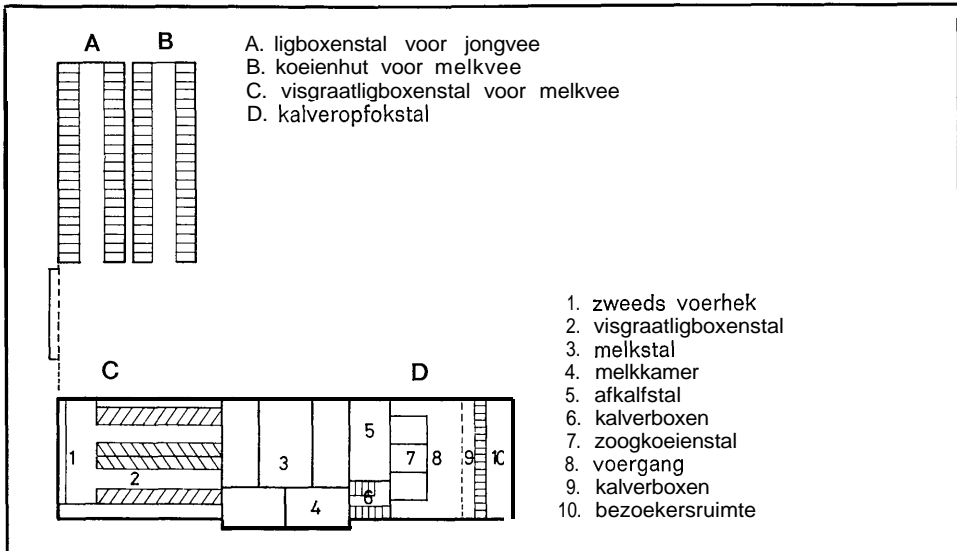 A B
A. ligboxenstal voor jongvee
B. koeienhut voor melkvee
C. visgraatligboxenstal voor melkvee
D. kalveropfokstal
1. zweeds voerhek
2. visgraatligboxenstal
3. melkstal
4. melkkamer
5. afkalfstal
6. kalverboxen
7. zoogkoeienstal
8. voergang
9. kalverboxen
10. bezoekersruimte
C D
1 2 3 4 5 6 7 8 9 10